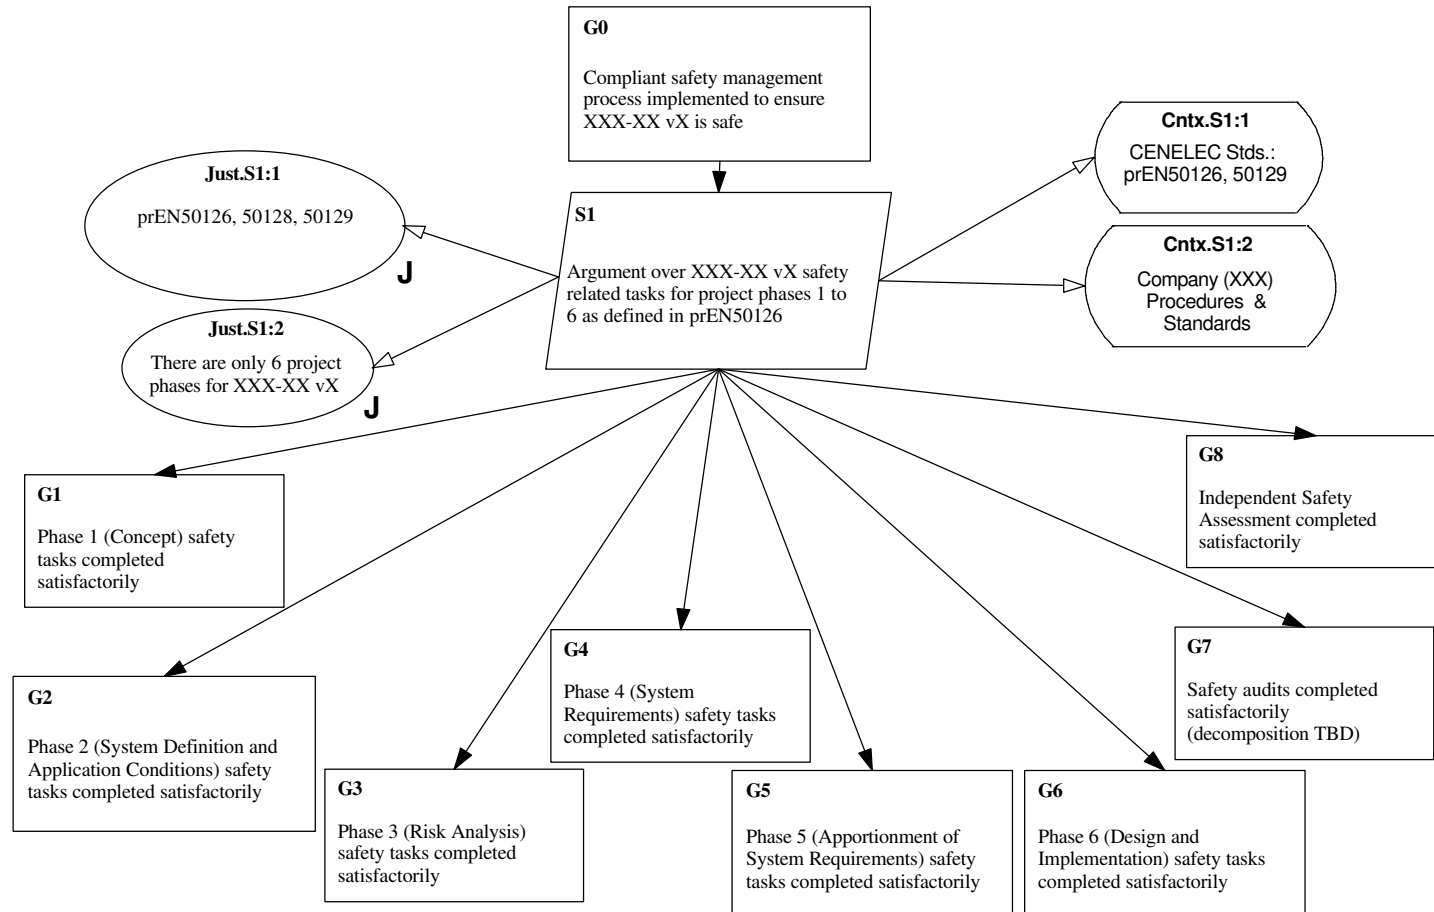 G0
Compliant safety management
process implemented to ensure
XXX-XX vX is safe
Cntx.S1:1
CENELEC Stds.:
prEN50126, 50129
Just.S1:1
prEN50126, 50128, 50129
J
S1
Argument over XXX-XX vX safety
related tasks for project phases 1 to
6 as defined in prEN50126
Cntx.S1:2
Company (XXX)
Procedures &
Standards
Just.S1:2
There are only 6 project
phases for XXX-XX vX
J
G1
Phase 1 (Concept) safety
tasks completed
satisfactorily
G8
Independent Safety
Assessment completed
satisfactorily
G2
Phase 2 (System Definition and
Application Conditions) safety
tasks completed satisfactorily
G4
Phase 4 (System
Requirements) safety tasks
completed satisfactorily
G7
Safety audits completed
satisfactorily
(decomposition TBD)
G3
Phase 3 (Risk Analysis)
safety tasks completed
satisfactorily
G5
Phase 5 (Apportionment of
System Requirements) safety
tasks completed satisfactorily
G6
Phase 6 (Design and
Implementation) safety tasks
completed satisfactorily